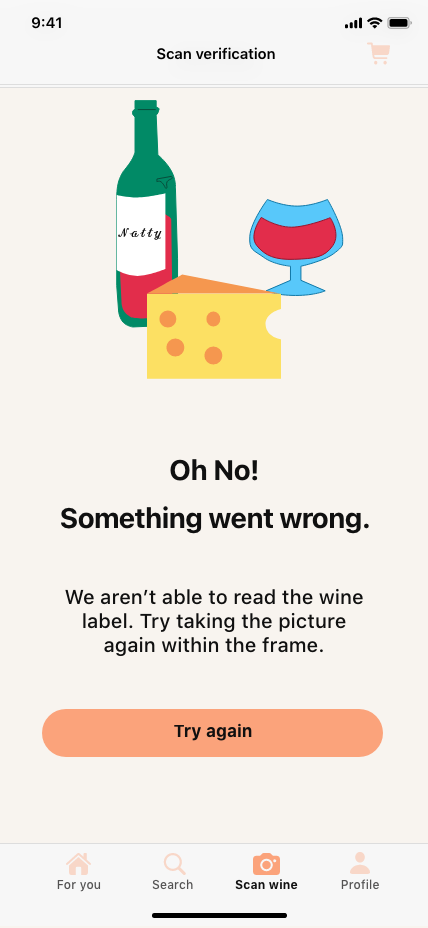 9:41
Scan verification
Natty
Oh No!
Something went wrong.
We aren’t able to read the wine
label. Try taking the picture
again within the frame.
Try again
For you
Search
Scan wine
Profile